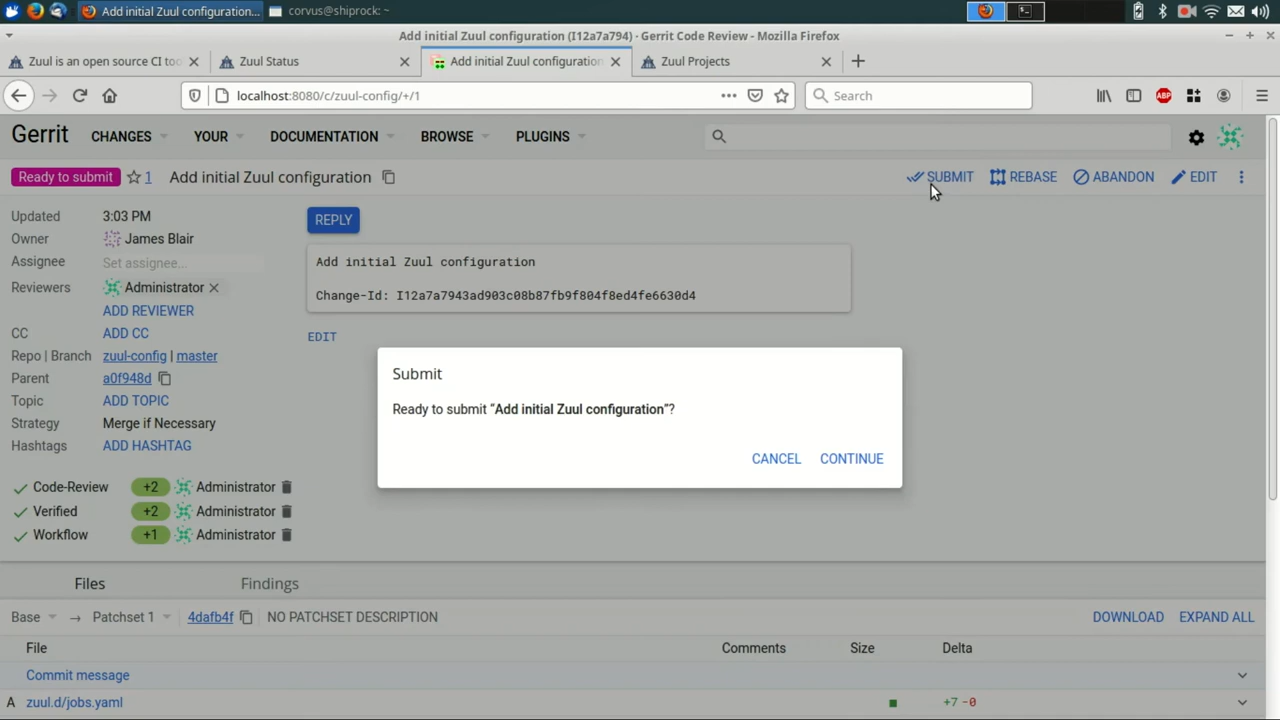 Add initial Zuul configuration...
corvus@shiprock: ~
Add initial Zuul configuration (I12a7a794) · Gerrit Code Review - Mozilla Firefox
Zuul is an open source CI too
Zuul Status
Add initial Zuul configuration
Zuul Projects
localhost:8080/c/zuul-config/+/1
Search
ABP
Gerrit
CHANGES
YOUR
DOCUMENTATION
BROWSE
PLUGINS
Ready to submit
1
Add initial Zuul configuration
SUBMIT
REBASE
ABANDON
EDIT
Updated 3:03 PM
Owner James Blair
Assignee Set assignee...
Reviewers Administrator
ADD REVIEWER
CC ADD CC
Repo | Branch zuul-config | master
Parent a0f948d
Topic ADD TOPIC
Strategy Merge if Necessary
Hashtags ADD HASHTAG
Code-Review +2 Administrator
Verified +2 Administrator
Workflow +1 Administrator
REPLY
Add initial Zuul configuration
Change-Id: I12a7a7943ad903c08b87fb9f804f8ed4fe6630d4
EDIT
Submit
Ready to submit “Add initial Zuul configuration”?
CANCEL
CONTINUE
Files
Findings
Base → Patchset 1 4dafb4f NO PATCHSET DESCRIPTION
DOWNLOAD
EXPAND ALL
File Comments Size Delta
Commit message
A zuul.d/jobs.yaml +7 -0